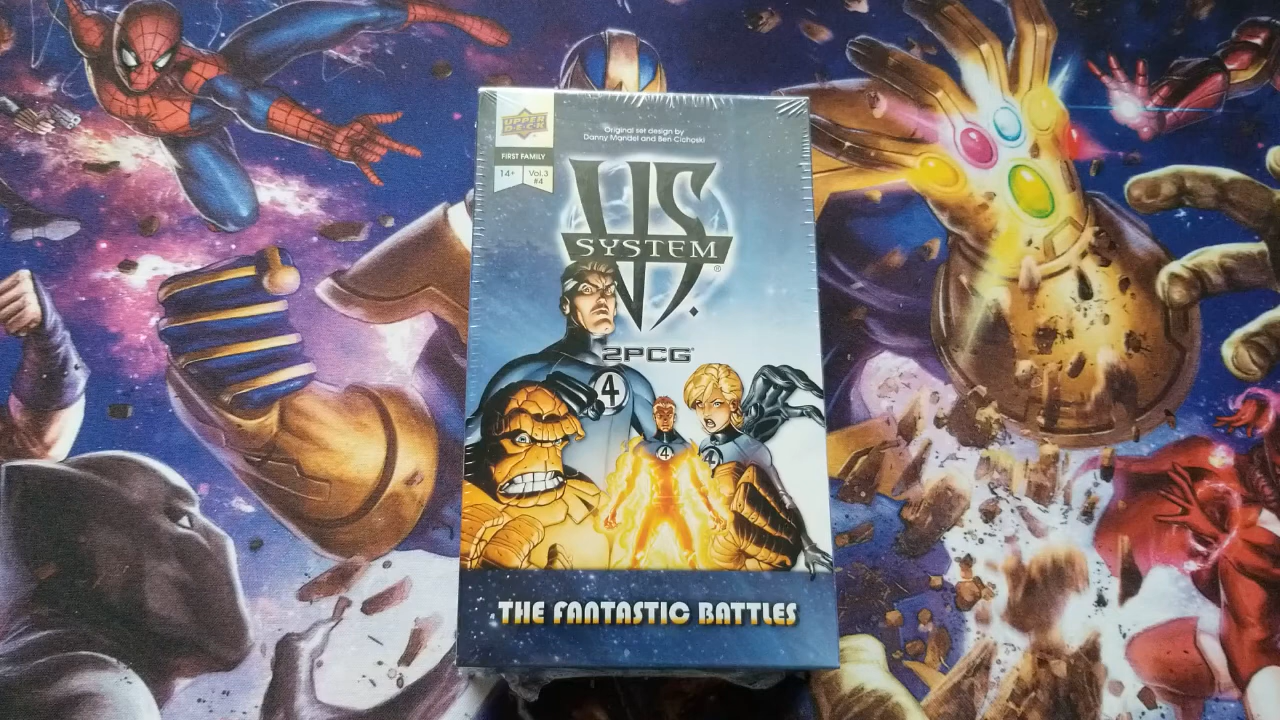 UPPER
DECK
FIRST FAMILY
14+
Vol.3
#4
Original set design by
Danny Mandel and Ben Cichoski
VS
SYSTEM®
2PCG®
4
4
4
THE FANTASTIC BATTLES